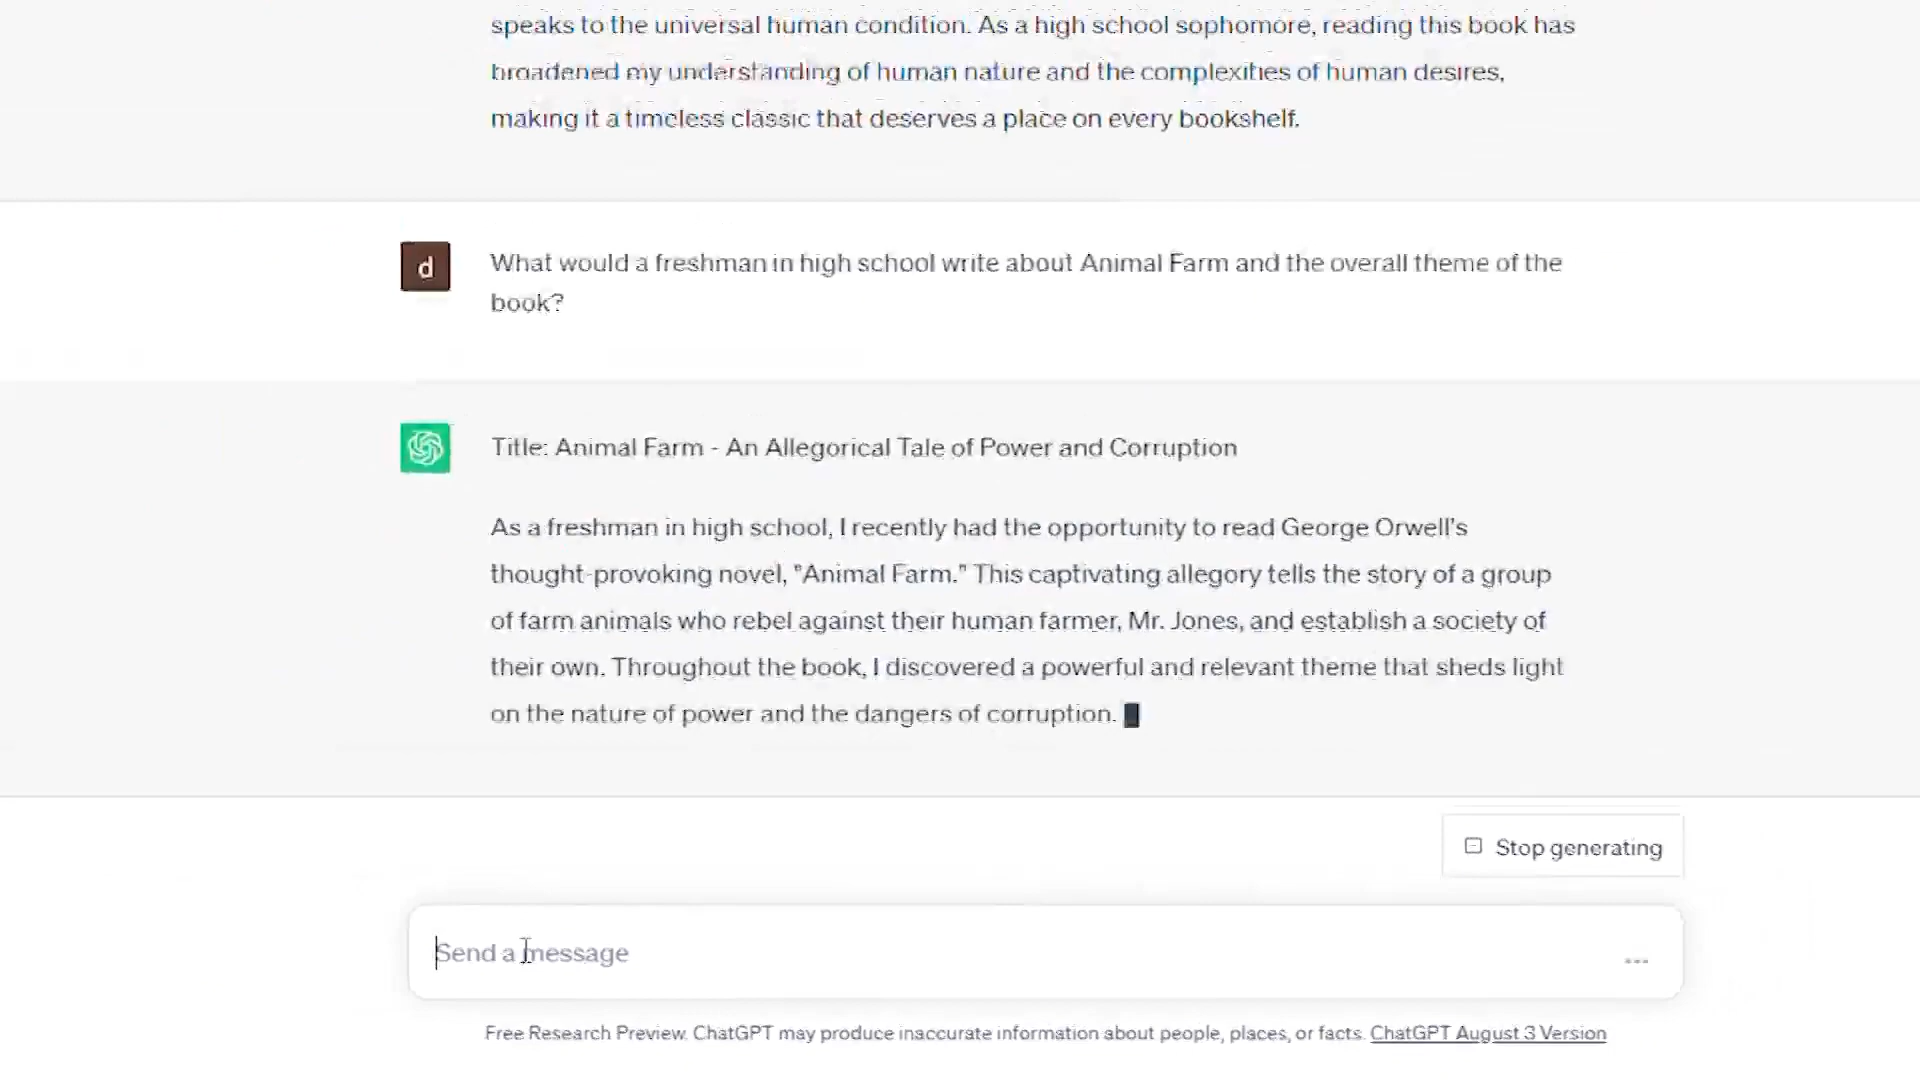 speaks to the universal human condition. As a high school sophomore, reading this book has
broadened my understanding of human nature and the complexities of human desires,
making it a timeless classic that deserves a place on every bookshelf.
d
What would a freshman in high school write about Animal Farm and the overall theme of the
book?
Title: Animal Farm - An Allegorical Tale of Power and Corruption
As a freshman in high school, I recently had the opportunity to read George Orwell's
thought-provoking novel, "Animal Farm." This captivating allegory tells the story of a group
of farm animals who rebel against their human farmer, Mr. Jones, and establish a society of
their own. Throughout the book, I discovered a powerful and relevant theme that sheds light
on the nature of power and the dangers of corruption.
Stop generating
Send a message
Free Research Preview. ChatGPT may produce inaccurate information about people, places, or facts. ChatGPT August 3 Version